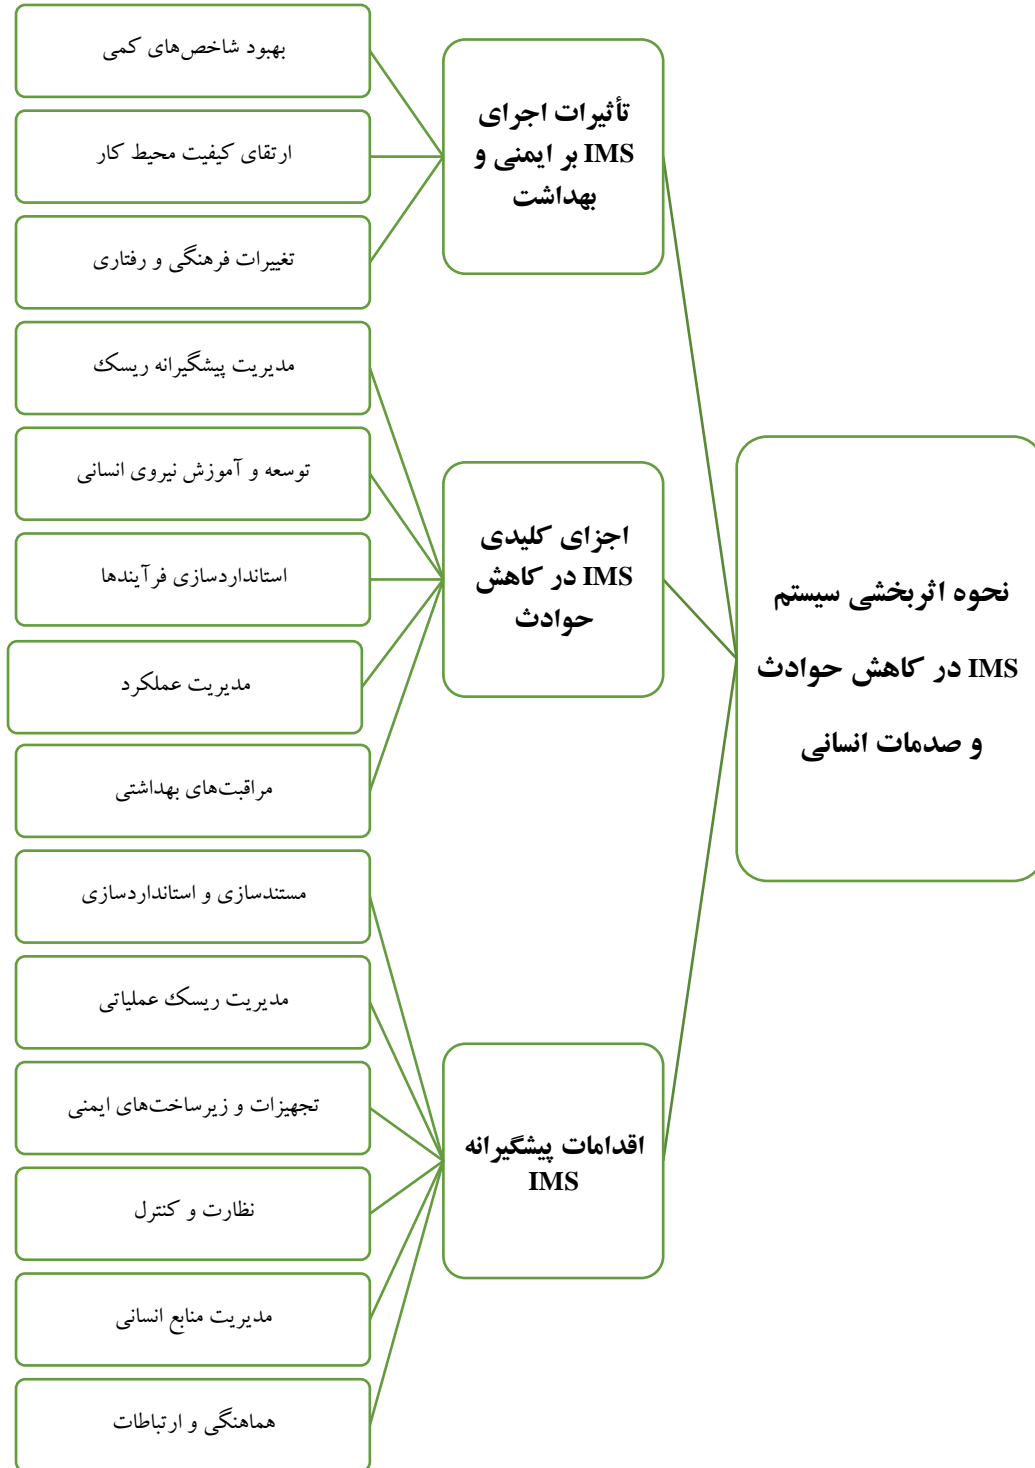 نحوه اثربخشی سیستم
IMS در کاهش حوادث
و صدمات انسانی
تأثیرات اجرای
IMS بر ایمنی و
بهداشت
بهبود شاخص‌های کمی
ارتقای کیفیت محیط کار
تغییرات فرهنگی و رفتاری
اجزای کلیدی
IMS در کاهش
حوادث
مدیریت پیشگیرانه ریسک
توسعه و آموزش نیروی انسانی
استانداردسازی فرآیندها
مدیریت عملکرد
مراقبت‌های بهداشتی
اقدامات پیشگیرانه
IMS
مستندسازی و استانداردسازی
مدیریت ریسک عملیاتی
تجهیزات و زیرساخت‌های ایمنی
نظارت و کنترل
مدیریت منابع انسانی
هماهنگی و ارتباطات